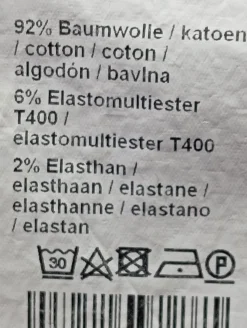 92% Baumwolle / katoen
/ cotton / coton /
algodón / bavlna
6% Elastomultiester
T400 /
elastomultiester T400
2% Elasthan /
elasthaan / elastane /
elasthanne / elastano
/ elastan
30 P